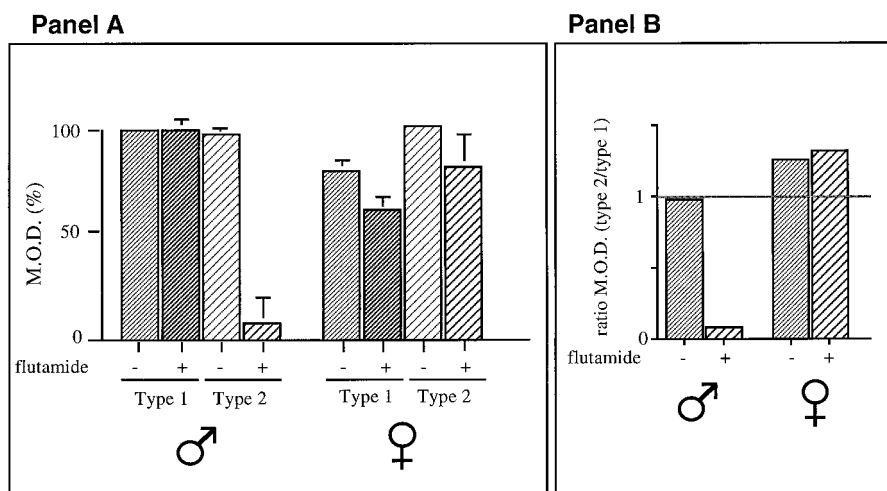 Panel A
M.O.D. (%)
100
50
0
flutamide - + - + - + - +
Type 1 Type 2 Type 1 Type 2
♂ ♀
Panel B
ratio M.O.D. (type 2/type 1)
1
0
flutamide - + - +
♂ ♀